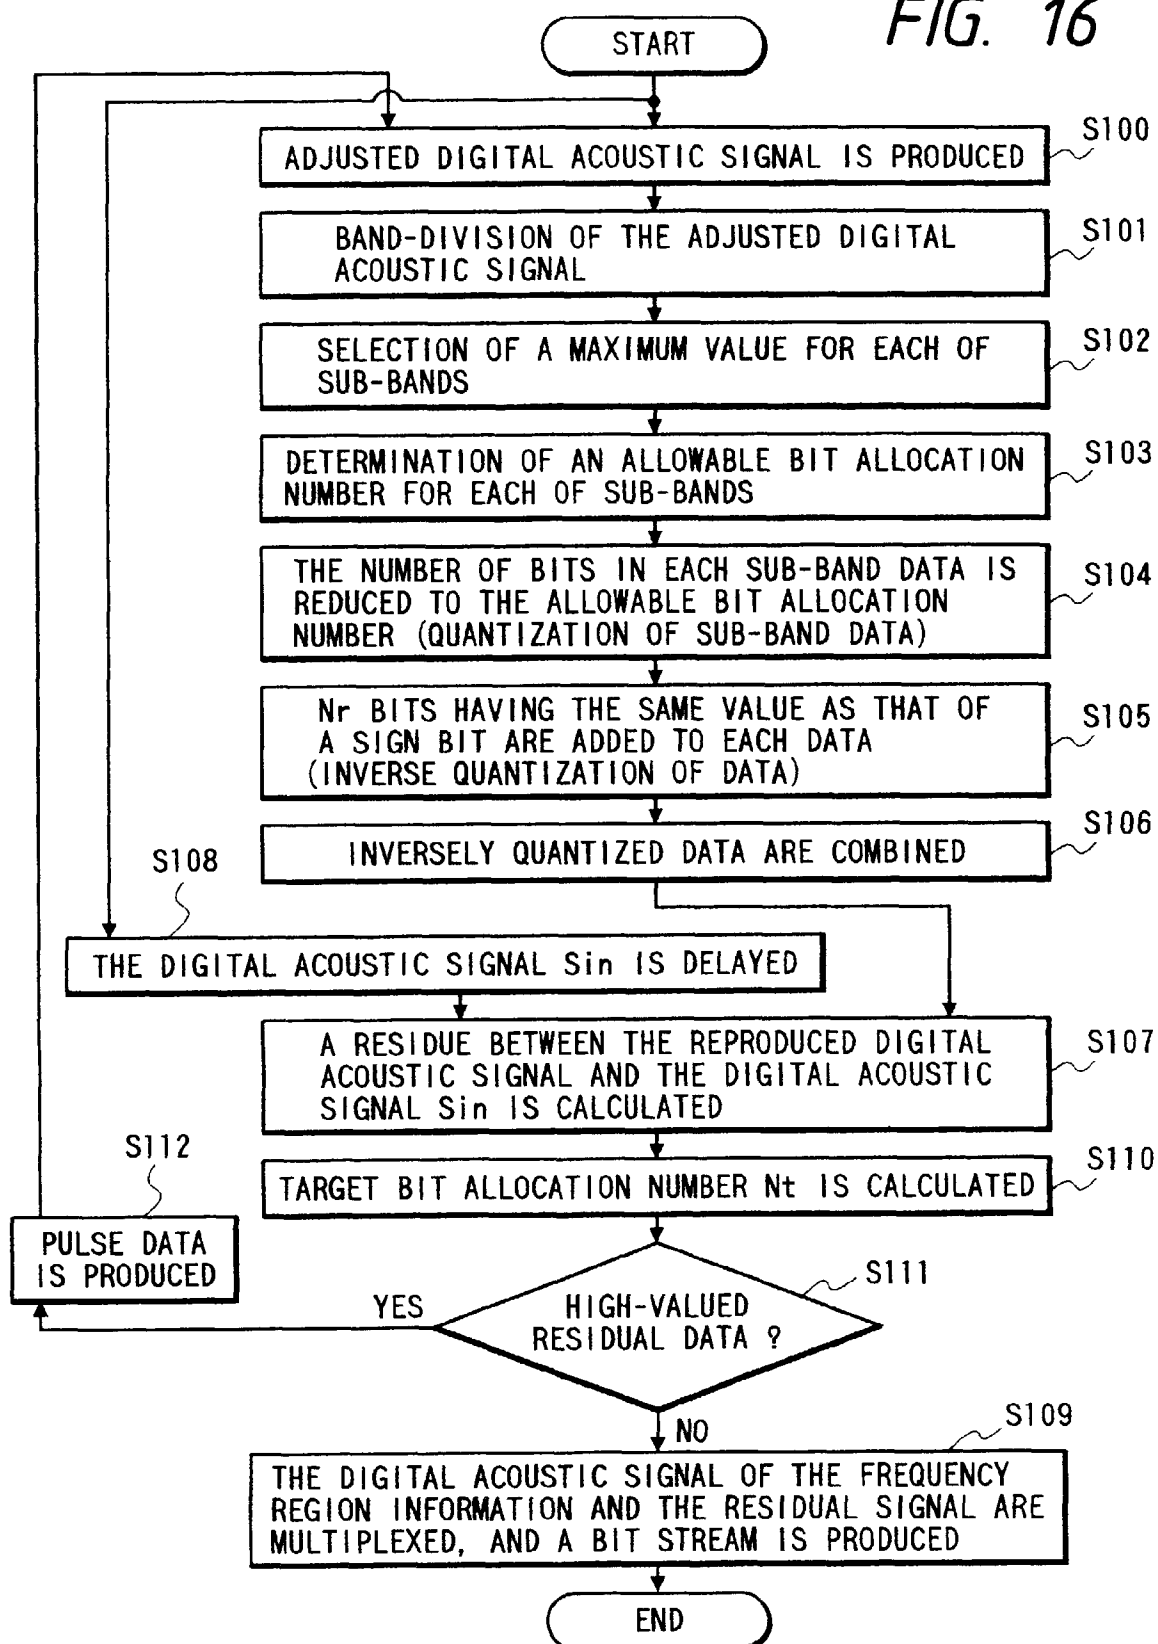 FIG. 16
START
S100
ADJUSTED DIGITAL ACOUSTIC SIGNAL IS PRODUCED
S101
BAND-DIVISION OF THE ADJUSTED DIGITAL
ACOUSTIC SIGNAL
S102
SELECTION OF A MAXIMUM VALUE FOR EACH OF
SUB-BANDS
S103
DETERMINATION OF AN ALLOWABLE BIT ALLOCATION
NUMBER FOR EACH OF SUB-BANDS
S104
THE NUMBER OF BITS IN EACH SUB-BAND DATA IS
REDUCED TO THE ALLOWABLE BIT ALLOCATION
NUMBER (QUANTIZATION OF SUB-BAND DATA)
S105
Nr BITS HAVING THE SAME VALUE AS THAT OF
A SIGN BIT ARE ADDED TO EACH DATA
(INVERSE QUANTIZATION OF DATA)
S106
INVERSELY QUANTIZED DATA ARE COMBINED
S108
THE DIGITAL ACOUSTIC SIGNAL Sin IS DELAYED
S107
A RESIDUE BETWEEN THE REPRODUCED DIGITAL
ACOUSTIC SIGNAL AND THE DIGITAL ACOUSTIC
SIGNAL Sin IS CALCULATED
S110
TARGET BIT ALLOCATION NUMBER Nt IS CALCULATED
S112
PULSE DATA
IS PRODUCED
S111
HIGH-VALUED
RESIDUAL DATA ?
YES
NO
S109
THE DIGITAL ACOUSTIC SIGNAL OF THE FREQUENCY
REGION INFORMATION AND THE RESIDUAL SIGNAL ARE
MULTIPLEXED, AND A BIT STREAM IS PRODUCED
END